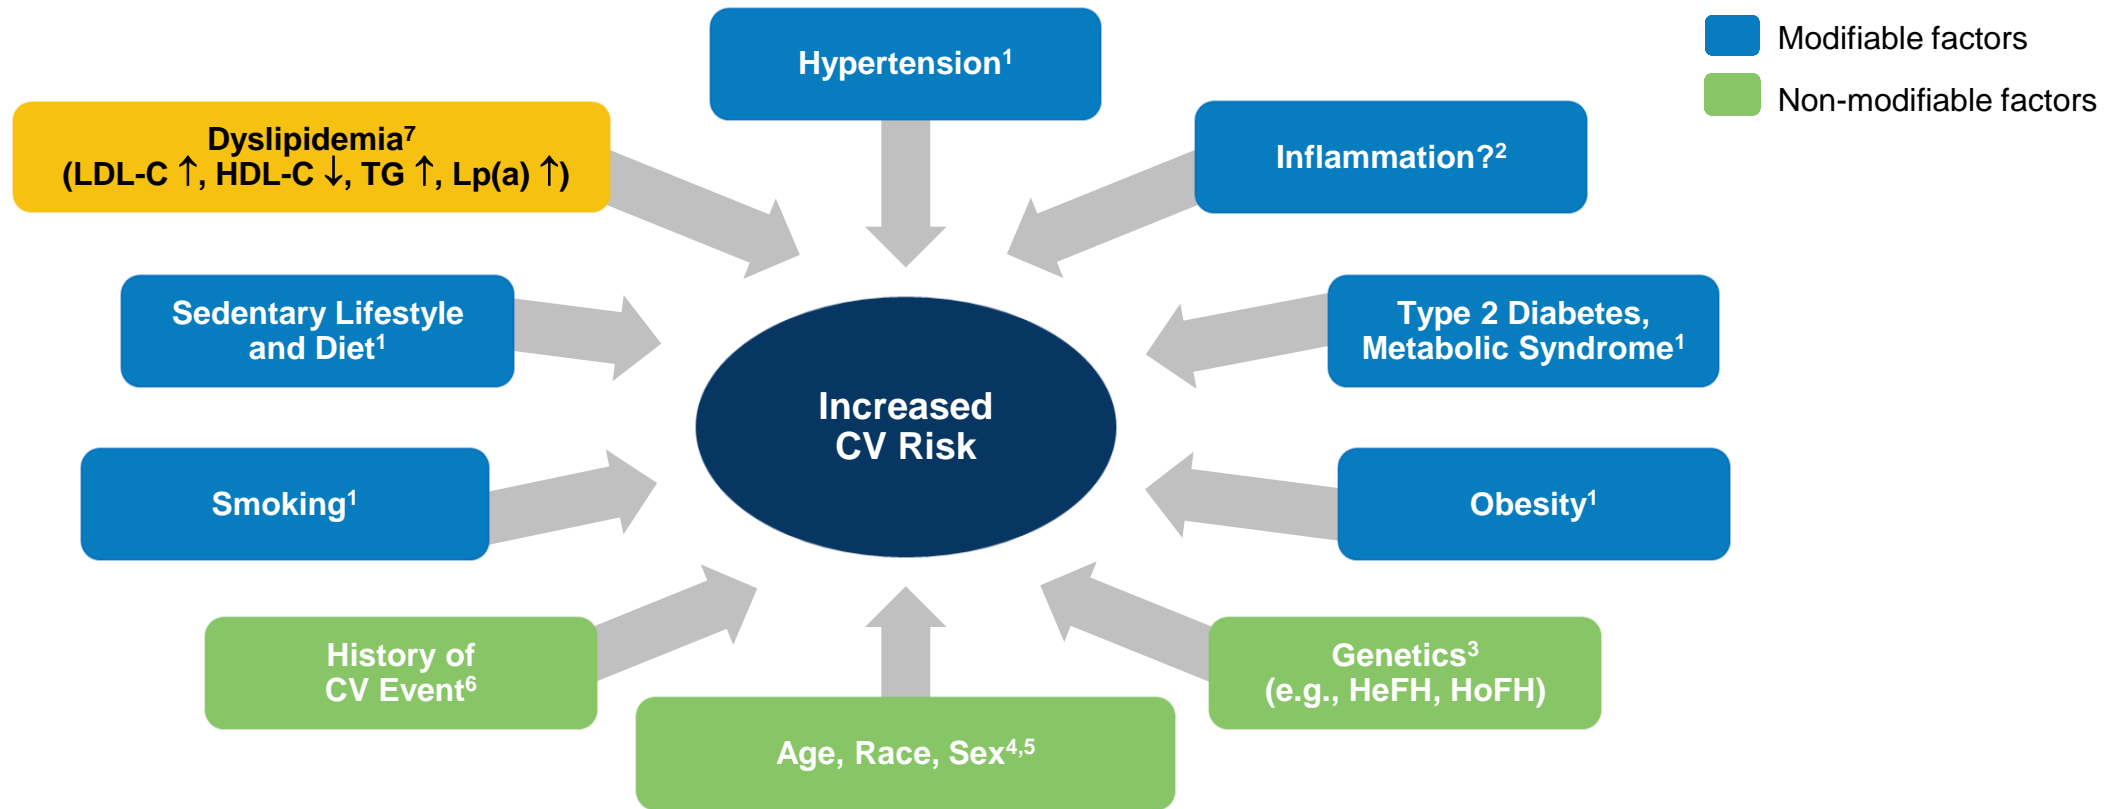 Hypertension1
Modifiable factors
Non-modifiable factors
Dyslipidemia7
(LDL-C ↑, HDL-C ↓, TG ↑, Lp(a) ↑)
Inflammation?2
Sedentary Lifestyle
and Diet1
Type 2 Diabetes,
Metabolic Syndrome1
Increased
CV Risk
Smoking1
Obesity1
History of
CV Event6
Genetics3
(e.g., HeFH, HoFH)
Age, Race, Sex4,5